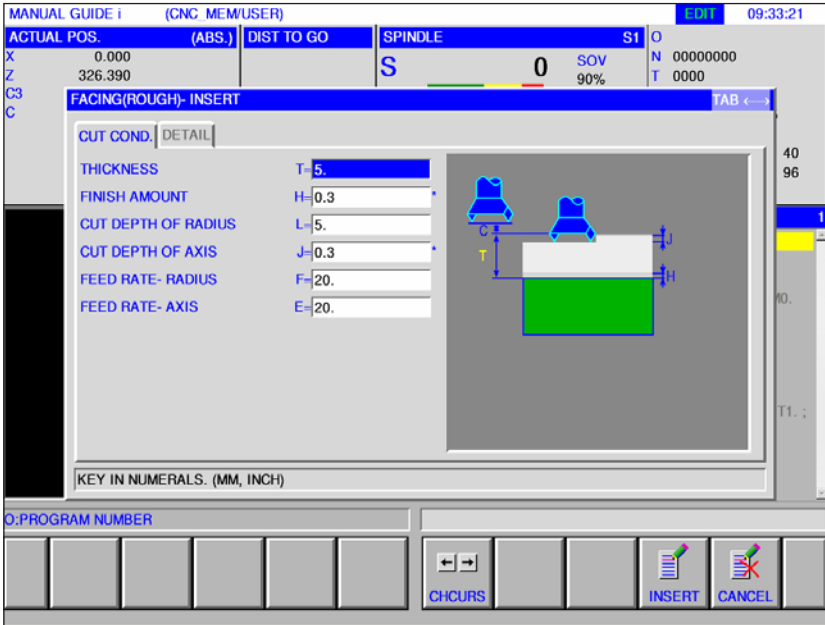 MANUAL GUIDE i (CNC_MEM/USER) EDIT 09:33:21
ACTUAL POS. (ABS.) DIST TO GO SPINDLE S1 O
X 0.000 S 0 SOV N 00000000
Z 326.390 90% T 0000
C3
C
FACING(ROUGH)- INSERT TAB ←→
CUT COND. DETAIL
THICKNESS T=5.
FINISH AMOUNT H=0.3 *
CUT DEPTH OF RADIUS L=5.
CUT DEPTH OF AXIS J=0.3 *
FEED RATE- RADIUS F=20.
FEED RATE- AXIS E=20.
C
T
J
H
40
96
1
M0.
T1. ;
KEY IN NUMERALS. (MM, INCH)
O:PROGRAM NUMBER
CHCURS INSERT CANCEL